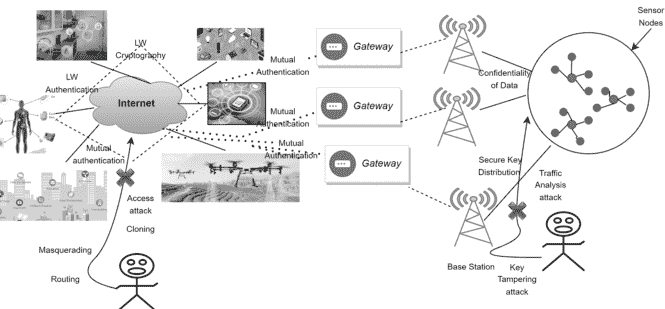 Sensor
Nodes
LW
Cryptography
Mutual
Authentication
Gateway
LW
Authentication
Internet
Confidentiality
of Data
Mutual
Authentication
Gateway
Mutual
authentication
Mutual
Authentication
Gateway
Secure Key
Distribution
Traffic
Analysis
attack
Access
attack
Cloning
Masquerading
Routing
Base Station
Key
Tampering
attack